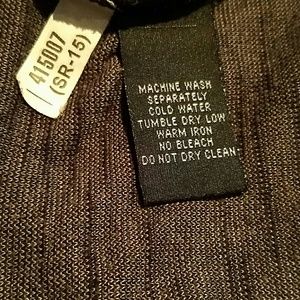 415007
(SR-15)
MACHINE WASH
SEPARATELY
COLD WATER
TUMBLE DRY LOW
WARM IRON
NO BLEACH
DO NOT DRY CLEAN